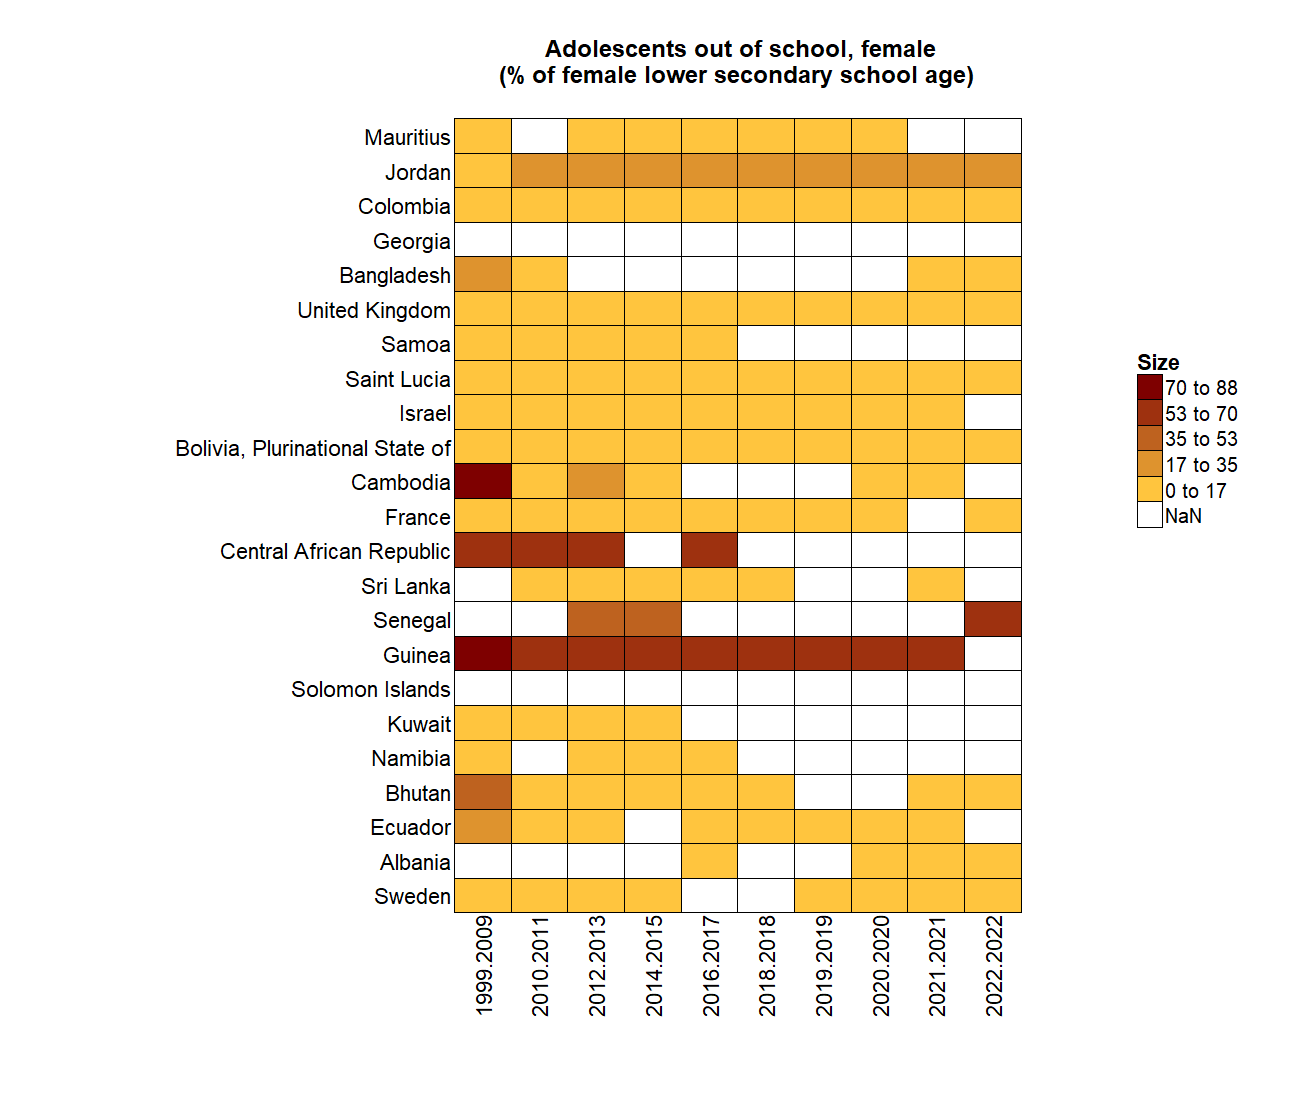 Adolescents out of school, female
(% of female lower secondary school age)
Mauritius
Jordan
Colombia
Georgia
Bangladesh
United Kingdom
Samoa
Saint Lucia
Israel
Bolivia, Plurinational State of
Cambodia
France
Central African Republic
Sri Lanka
Senegal
Guinea
Solomon Islands
Kuwait
Namibia
Bhutan
Ecuador
Albania
Sweden
1999.2009
2010.2011
2012.2013
2014.2015
2016.2017
2018.2018
2019.2019
2020.2020
2021.2021
2022.2022
Size
70 to 88
53 to 70
35 to 53
17 to 35
0 to 17
NaN